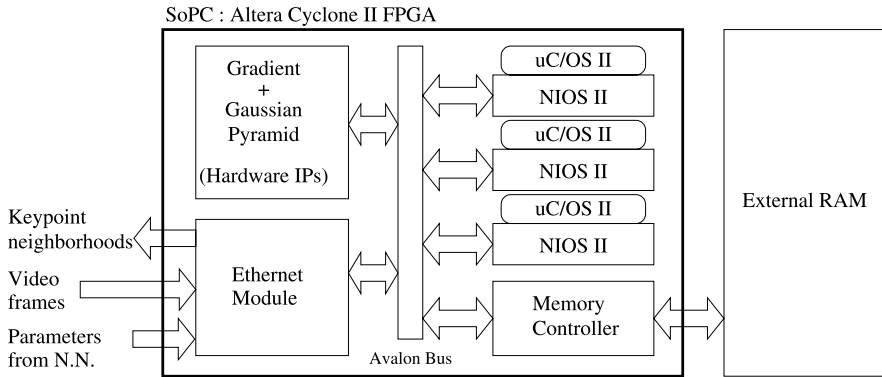 SoPC : Altera Cyclone II FPGA
Gradient
+
Gaussian
Pyramid
(Hardware IPs)
uC/OS II
NIOS II
uC/OS II
NIOS II
uC/OS II
NIOS II
External RAM
Keypoint
neighborhoods
Video
frames
Parameters
from N.N.
Ethernet
Module
Memory
Controller
Avalon Bus